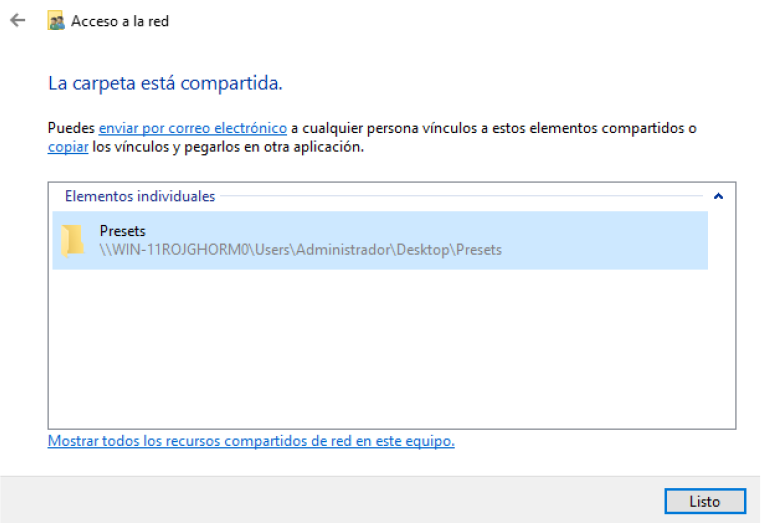 Acceso a la red
La carpeta está compartida.
Puedes enviar por correo electrónico a cualquier persona vínculos a estos elementos compartidos o
copiar los vínculos y pegarlos en otra aplicación.
Elementos individuales
Presets
\\WIN-11ROJGHORM0\Users\Administrador\Desktop\Presets
Mostrar todos los recursos compartidos de red en este equipo.
Listo